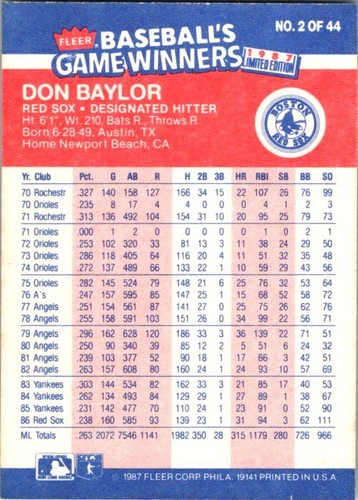 FLEER BASEBALL'S GAME WINNERS
1987 LIMITED EDITION
NO. 2 OF 44
DON BAYLOR
RED SOX • DESIGNATED HITTER
Ht. 6'1", Wt. 210, Bats R., Throws R.
Born 6-28-49, Austin, TX
Home Newport Beach, CA
BOSTON RED SOX
Yr. Club Pct. G AB R H 2B 3B HR RBI SB BB SO
70 Rochestr .327 140 508 127 166 34 15 22 107 26 76 99
70 Orioles .235 8 17 4 4 0 0 0 4 1 2 3
71 Rochestr .313 136 492 104 154 31 10 20 95 25 79 73
71 Orioles .000 1 2 0 0 0 0 0 1 0 2 1
72 Orioles .253 102 320 33 81 13 3 11 38 24 29 50
73 Orioles .286 118 405 64 116 20 4 11 51 32 35 48
74 Orioles .272 137 489 66 133 22 1 10 59 29 43 56
75 Orioles .282 145 524 79 148 21 6 25 76 32 53 64
76 A's .247 157 595 85 147 25 1 15 68 52 58 72
77 Angels .251 154 561 87 141 27 0 25 75 26 62 76
78 Angels .255 158 591 103 151 26 0 34 99 22 56 71
79 Angels .296 162 628 120 186 33 3 36 139 22 71 51
80 Angels .250 90 340 39 85 12 2 5 51 6 24 32
81 Angels .239 103 377 52 90 18 1 17 66 3 42 51
82 Angels .263 157 608 80 160 24 1 24 93 10 57 69
83 Yankees .303 144 534 82 162 33 3 21 85 17 40 53
84 Yankees .262 134 493 84 129 29 1 27 89 1 38 68
85 Yankees .231 142 477 70 110 24 1 23 91 0 52 90
86 Red Sox .238 160 585 93 139 23 1 31 94 3 62 111
ML Totals .263 2072 7546 1141 1982 350 28 315 1179 280 726 966
1987 FLEER CORP. PHILA. 19141 PRINTED IN U.S.A.